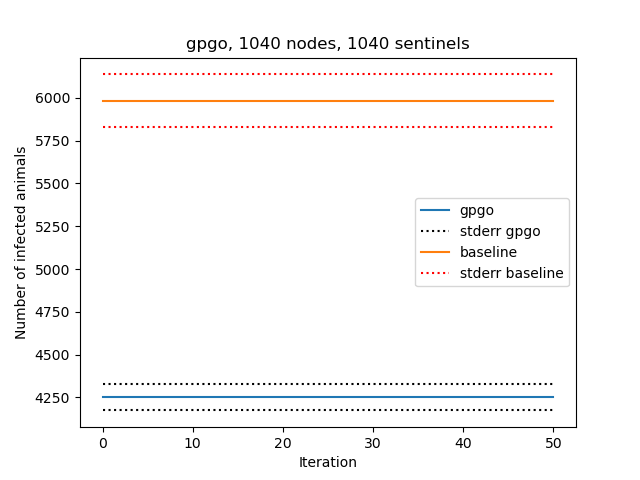 gpgo, 1040 nodes, 1040 sentinels
Number of infected animals
6000
5750
5500
5250
5000
4750
4500
4250
gpgo
stderr gpgo
baseline
stderr baseline
0 10 20 30 40 50
Iteration